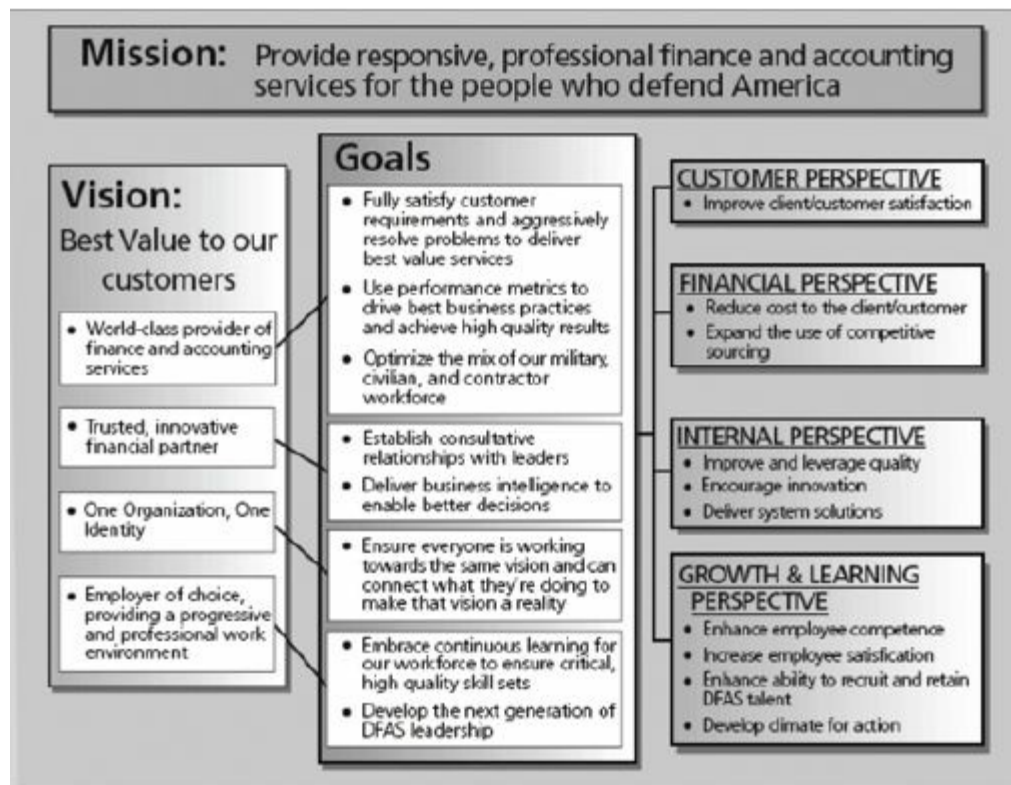 Mission: Provide responsive, professional finance and accounting
services for the people who defend America
Vision:
Best Value to our
customers
• World-class provider of
finance and accounting
services
• Trusted, innovative
financial partner
• One Organization, One
Identity
• Employer of choice,
providing a progressive
and professional work
environment
Goals
• Fully satisfy customer
requirements and aggressively
resolve problems to deliver
best value services
• Use performance metrics to
drive best business practices
and achieve high quality results
• Optimize the mix of our military,
civilian, and contractor
workforce
• Establish consultative
relationships with leaders
• Deliver business intelligence to
enable better decisions
• Ensure everyone is working
towards the same vision and can
connect what they're doing to
make that vision a reality
• Embrace continuous learning for
our workforce to ensure critical,
high quality skill sets
• Develop the next generation of
DFAS leadership
CUSTOMER PERSPECTIVE
• Improve client/customer satisfaction
FINANCIAL PERSPECTIVE
• Reduce cost to the client/customer
• Expand the use of competitive
sourcing
INTERNAL PERSPECTIVE
• Improve and leverage quality
• Encourage innovation
• Deliver system solutions
GROWTH & LEARNING
PERSPECTIVE
• Enhance employee competence
• Increase employee satisfication
• Enhance ability to recruit and retain
DFAS talent
• Develop climate for action